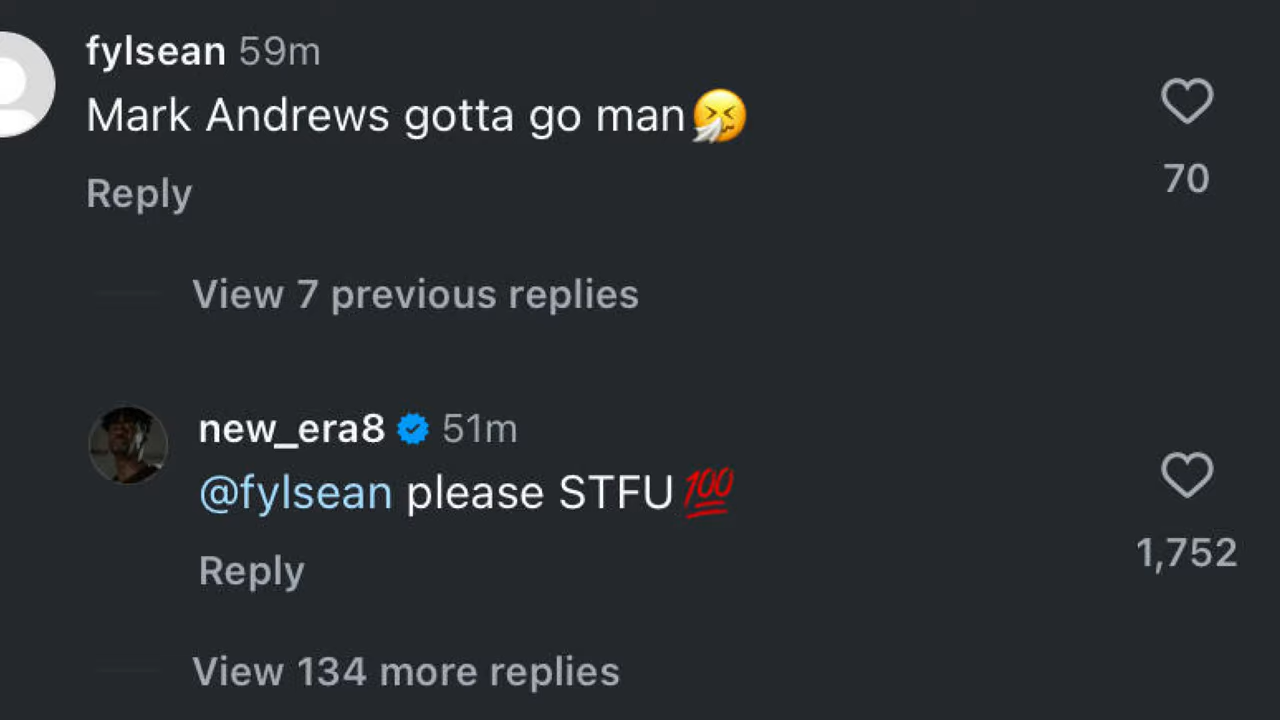 fylsean 59m
Mark Andrews gotta go man🤧
70
Reply
View 7 previous replies
new_era8 51m
@fylsean please STFU💯
1,752
Reply
View 134 more replies